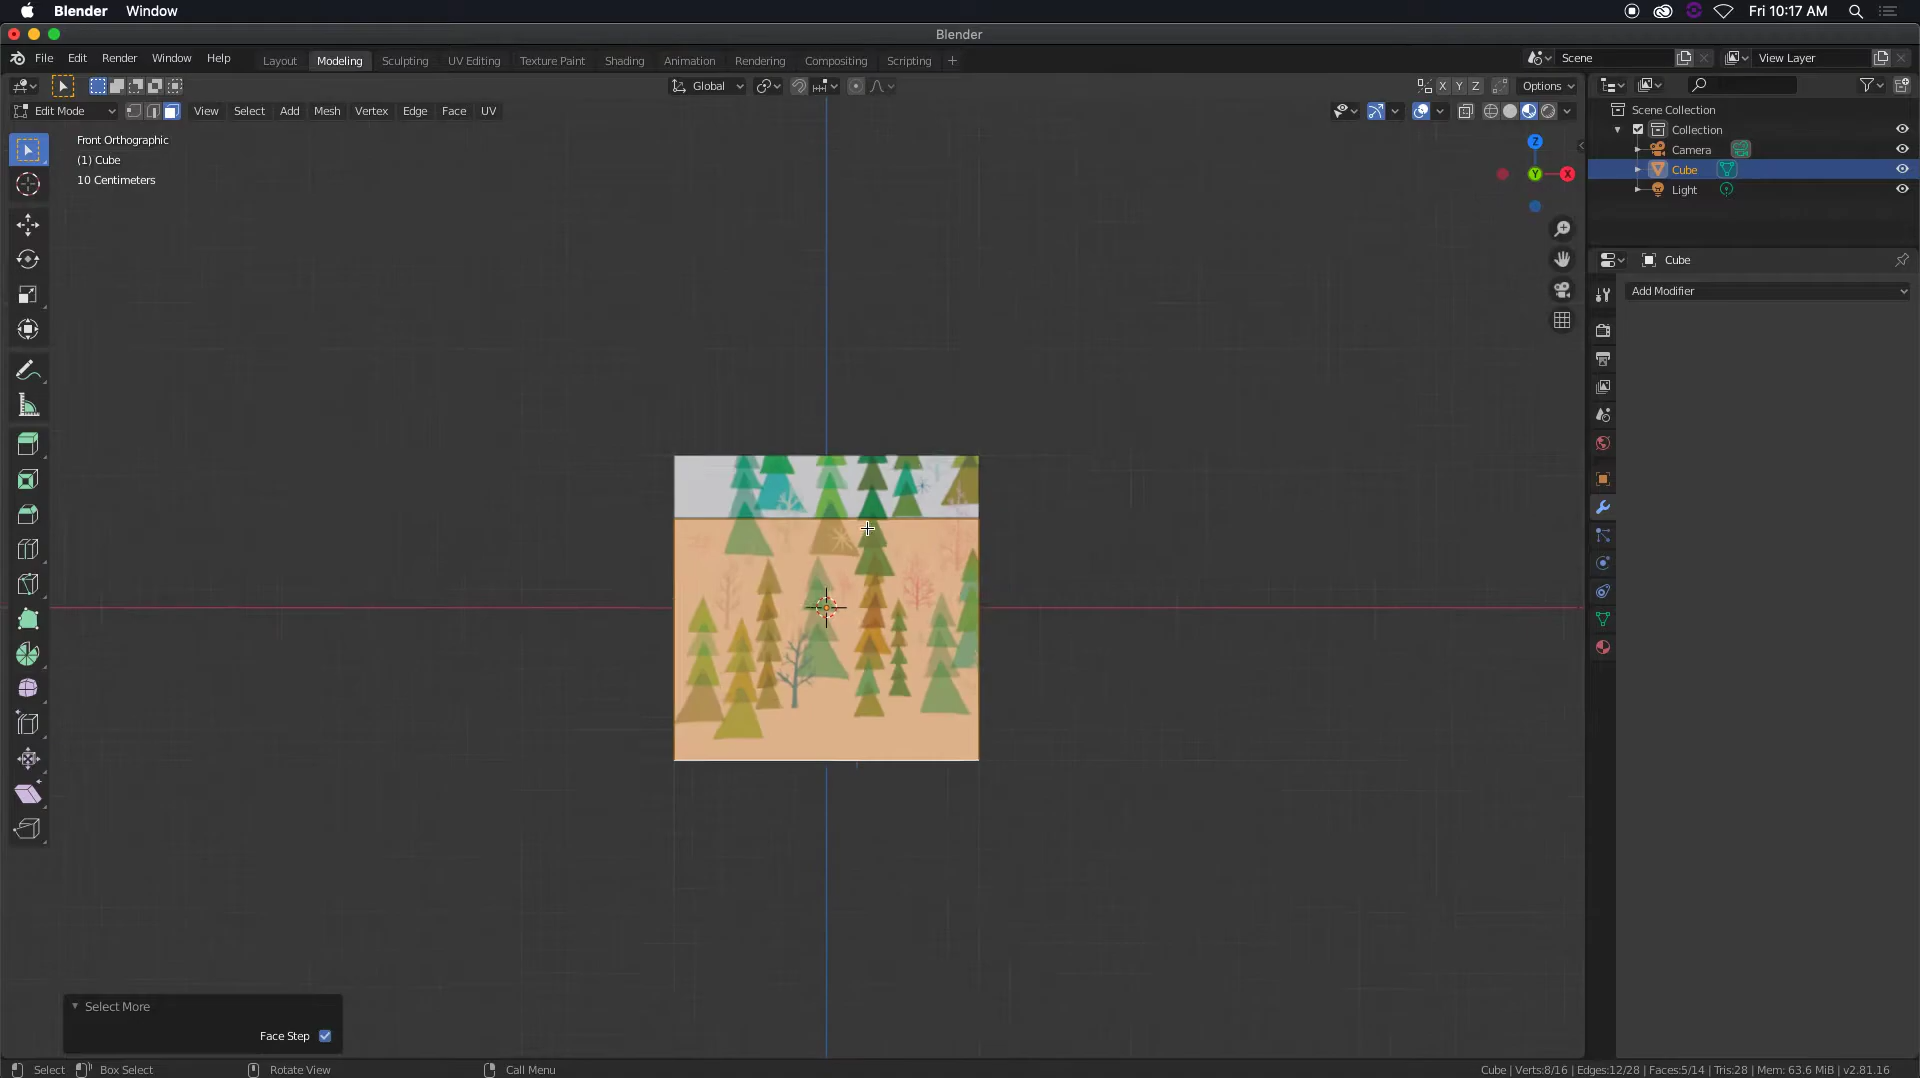 Blender Window Fri 10:17 AM
Blender
File Edit Render Window Help Layout Modeling Sculpting UV Editing Texture Paint Shading Animation Rendering Compositing Scripting + Scene View Layer
Global X Y Z Options
Edit Mode View Select Add Mesh Vertex Edge Face UV Scene Collection
Collection
Front Orthographic
(1) Cube
10 Centimeters
Z
Y X
Camera
Cube
Light
Cube
Add Modifier
Select More
Face Step
Select Box Select Rotate View Call Menu Cube | Verts:8/16 | Edges:12/28 | Faces:5/14 | Tris:28 | Mem: 63.6 MiB | v2.81.16